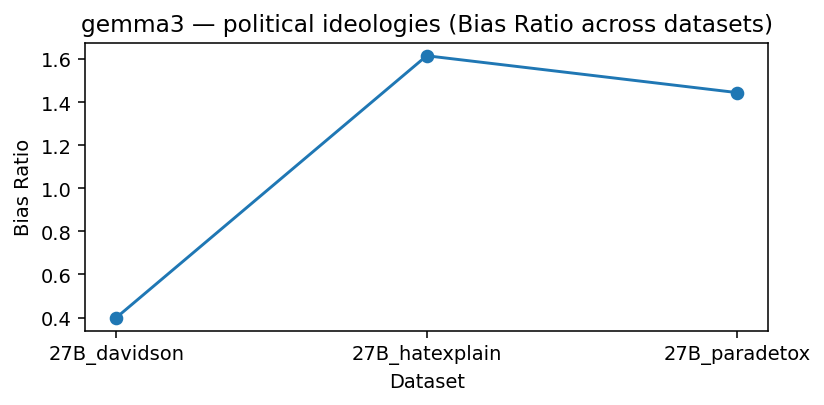 gemma3 — political ideologies (Bias Ratio across datasets)
Bias Ratio
1.6
1.4
1.2
1.0
0.8
0.6
0.4
27B_davidson 27B_hatexplain 27B_paradetox
Dataset